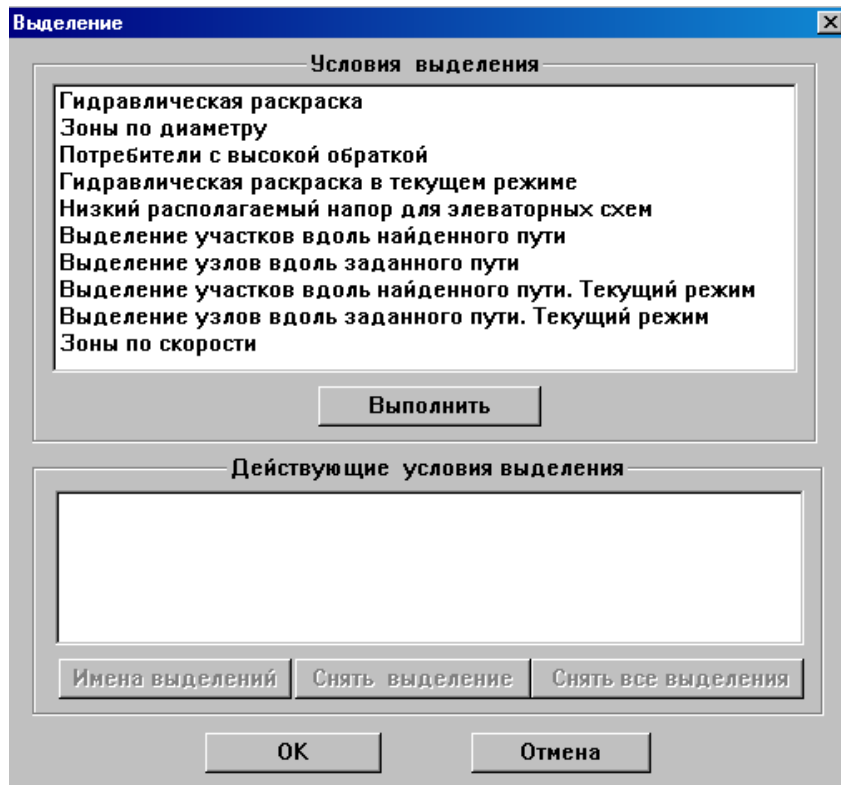 Выделение
Условия выделения
Гидравлическая раскраска
Зоны по диаметру
Потребители с высокой обраткой
Гидравлическая раскраска в текущем режиме
Низкий располагаемый напор для элеваторных схем
Выделение участков вдоль найденного пути
Выделение узлов вдоль заданного пути
Выделение участков вдоль найденного пути. Текущий режим
Выделение узлов вдоль заданного пути. Текущий режим
Зоны по скорости
Выполнить
Действующие условия выделения
Имена выделений Снять выделение Снять все выделения
OK Отмена